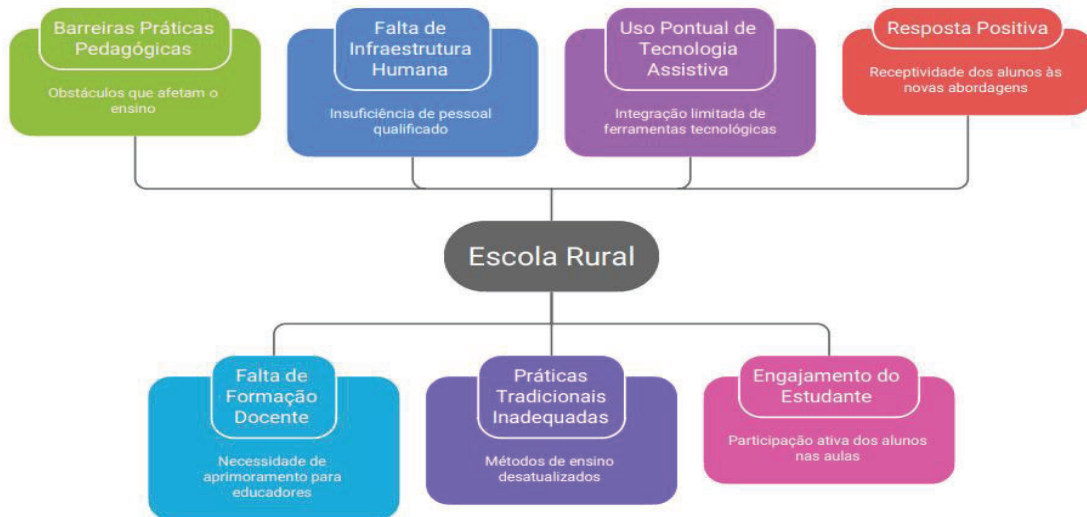 Barreiras Práticas
Pedagógicas
Obstáculos que afetam o
ensino
Falta de
Infraestrutura
Humana
Insuficiência de pessoal
qualificado
Uso Pontual de
Tecnologia
Assistiva
Integração limitada de
ferramentas tecnológicas
Resposta Positiva
Receptividade dos alunos às
novas abordagens
Escola Rural
Falta de
Formação
Docente
Necessidade de
aprimoramento para
educadores
Práticas
Tradicionais
Inadequadas
Métodos de ensino
desatualizados
Engajamento do
Estudante
Participação ativa dos alunos
nas aulas